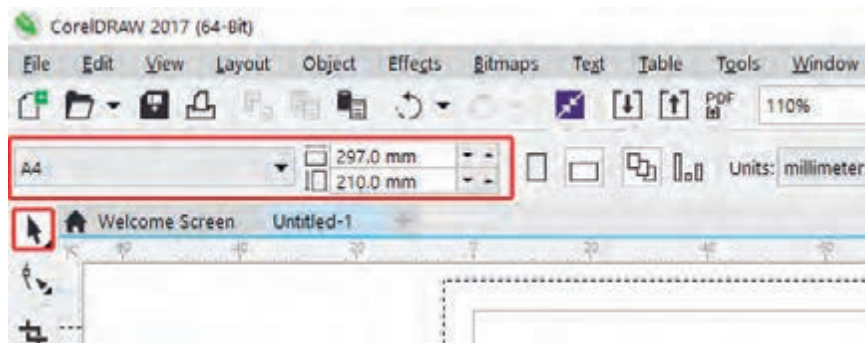 CorelDRAW 2017 (64-Bit)
File Edit View Layout Object Effects Bitmaps Text Table Tools Window
PDF 110%
A4 297.0 mm
210.0 mm
Units: millimeter
Welcome Screen Untitled-1